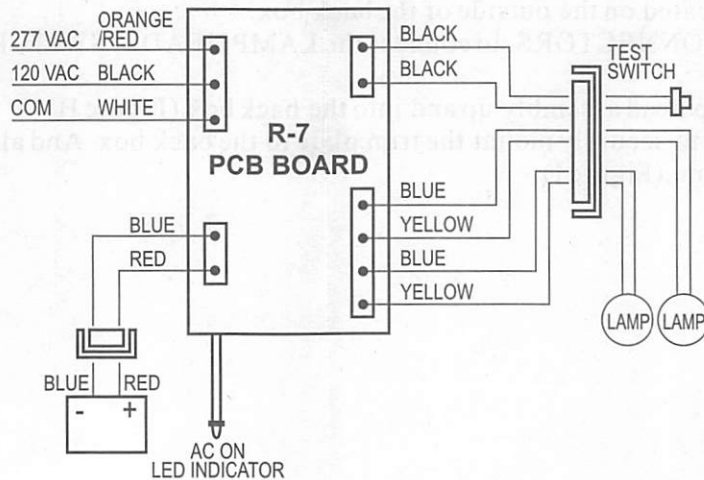 ORANGE
277 VAC /RED
120 VAC BLACK
COM WHITE
BLACK
BLACK
TEST
SWITCH
R-7
PCB BOARD
BLUE
YELLOW
BLUE
YELLOW
BLUE
RED
BLUE RED
- +
LAMP LAMP
AC ON
LED INDICATOR